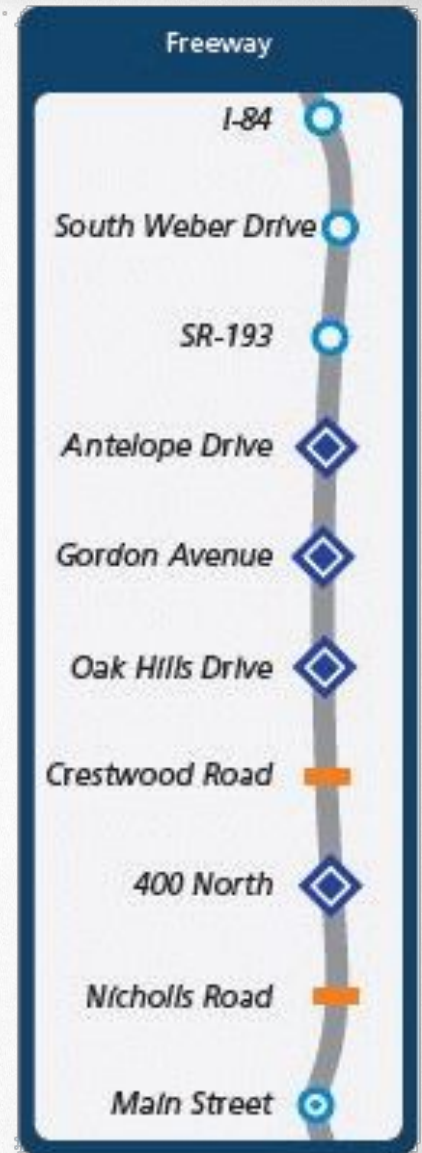 Freeway
I-84
South Weber Drive
SR-193
Antelope Drive
Gordon Avenue
Oak Hills Drive
Crestwood Road
400 North
Nicholls Road
Main Street